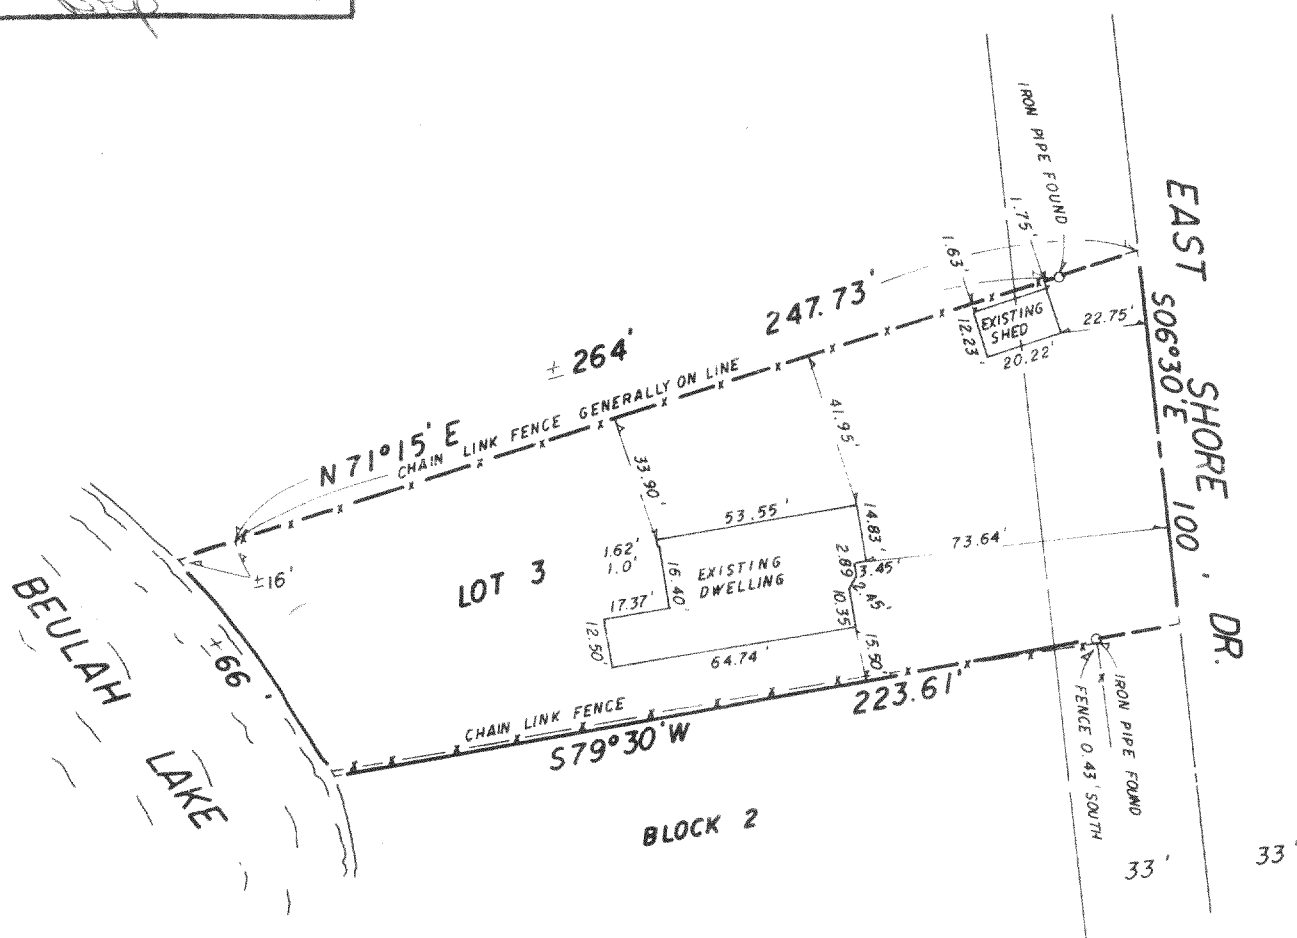 IRON PIPE FOUND
1.75'
1.63'
EAST SHORE DR.
S06°30'E 100'
247.73'
± 264'
N 71°15' E
CHAIN LINK FENCE GENERALLY ON LINE
EXISTING
SHED
12.23'
20.22'
22.75'
41.95'
33.90'
53.55'
14.83'
73.64'
2.89
3.45'
2.45'
10.35
15.50'
1.62'
1.0'
16.40'
EXISTING
DWELLING
17.37'
12.50'
64.74'
LOT 3
±16'
±66'
BEULAH
LAKE
CHAIN LINK FENCE
S79°30'W
223.61'
BLOCK 2
FENCE 0.43' SOUTH
IRON PIPE FOUND
33'
33'